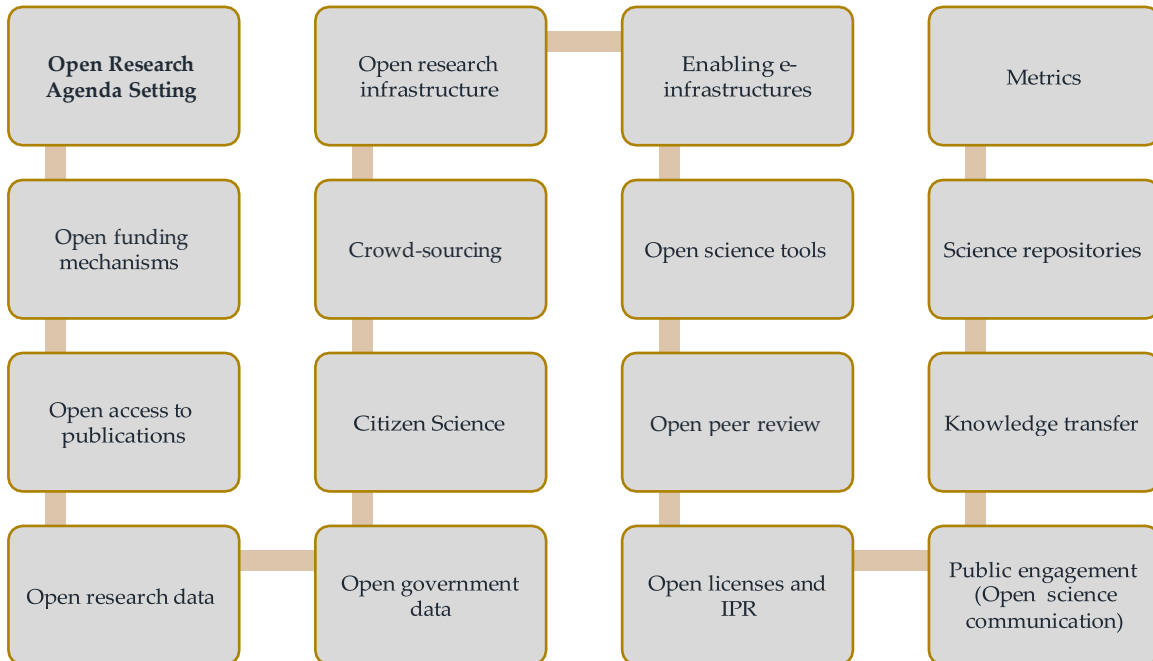 Open Research
Agenda Setting
Open funding
mechanisms
Open access to
publications
Open research data
Open government
data
Citizen Science
Crowd-sourcing
Open research
infrastructure
Enabling e-
infrastructures
Open science tools
Open peer review
Open licenses and
IPR
Public engagement
(Open science
communication)
Knowledge transfer
Science repositories
Metrics